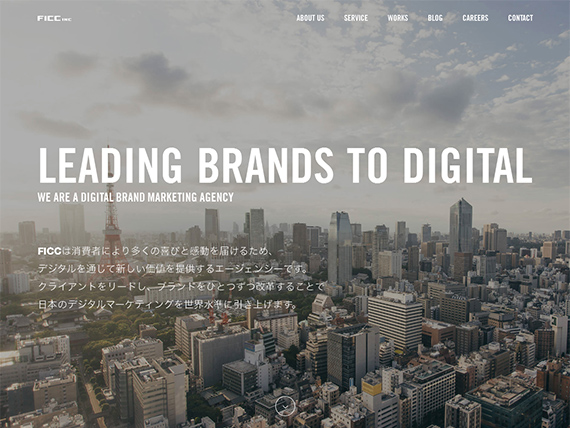 FICC INC.
ABOUT US SERVICE WORKS BLOG CAREERS CONTACT
LEADING BRANDS TO DIGITAL
WE ARE A DIGITAL BRAND MARKETING AGENCY
FICCは消費者により多くの喜びと感動を届けるため、
デジタルを通じて新しい価値を提供するエージェンシーです。
クライアントをリードし、ブランドをひとつずつ改革することで
日本のデジタルマーケティングを世界水準に引き上げます。